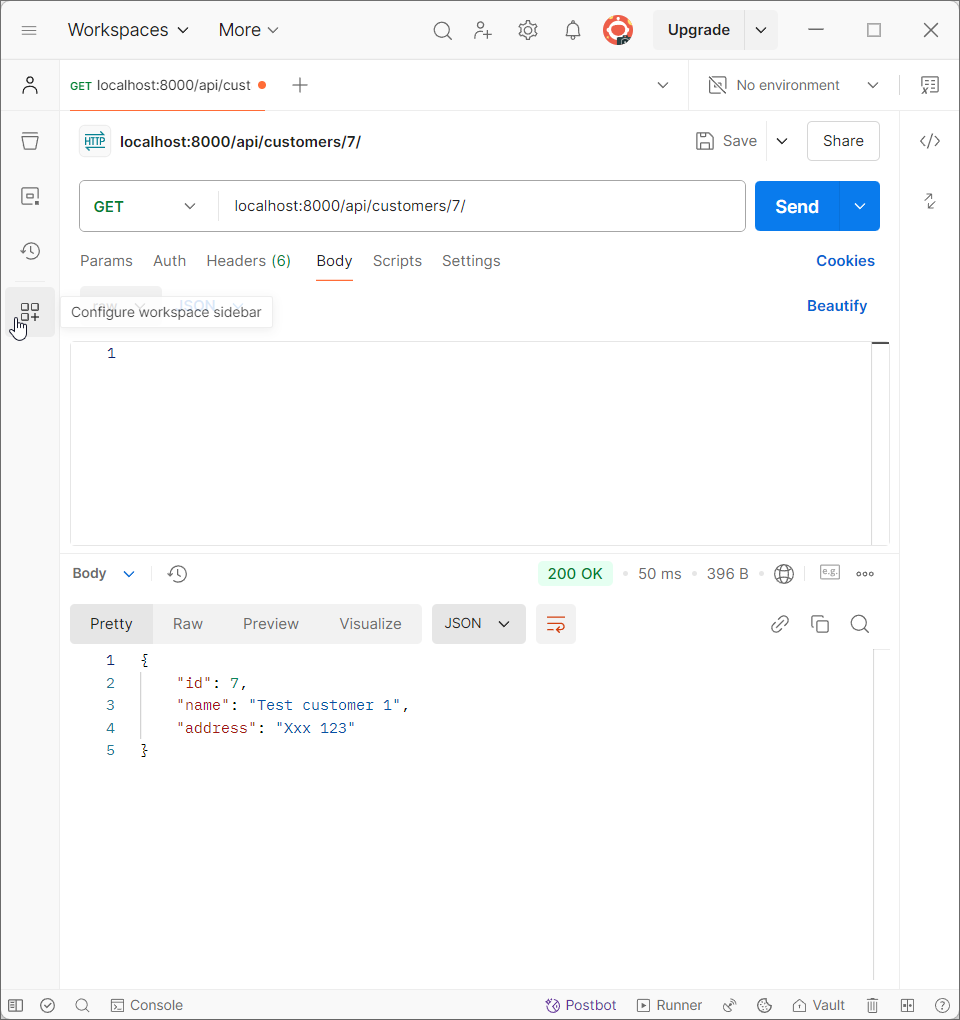 Workspaces More Upgrade
GET localhost:8000/api/cust No environment
HTTP localhost:8000/api/customers/7/ Save Share
GET localhost:8000/api/customers/7/ Send
Params Auth Headers (6) Body Scripts Settings Cookies
raw JSON Beautify
Configure workspace sidebar
1
Body 200 OK 50 ms 396 B e.g.
Pretty Raw Preview Visualize JSON
1 {
2 "id": 7,
3 "name": "Test customer 1",
4 "address": "Xxx 123"
5 }
Console Postbot Runner Vault